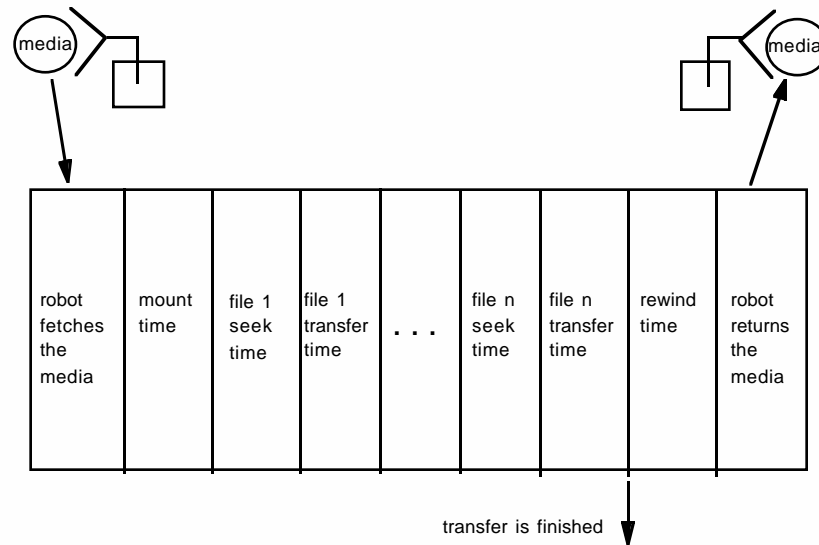 media
media
robot
fetches
the
media
mount
time
file 1
seek
time
file 1
transfer
time
. . .
file n
seek
time
file n
transfer
time
rewind
time
robot
returns
the
media
transfer is finished